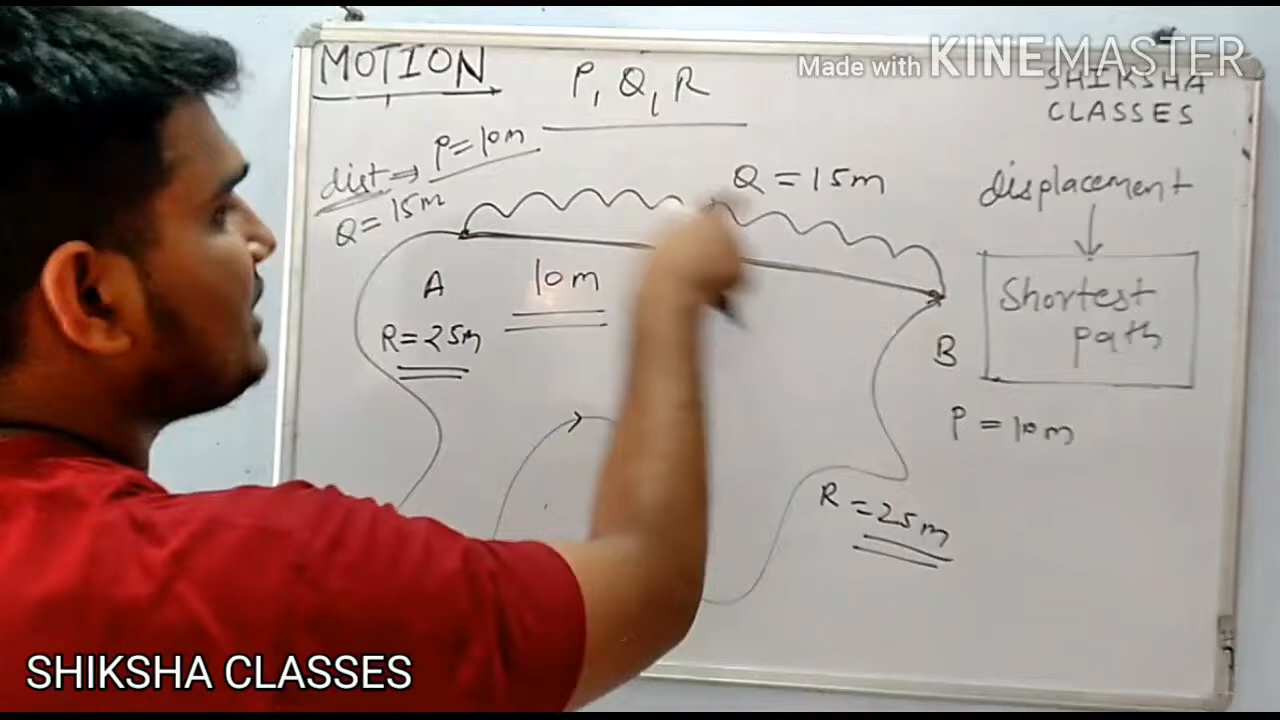 MOTION
P, Q, R
Made with KINEMASTER
SHIKSHA
CLASSES
dist ⇒ P=10m
Q=15m
Q=15m
displacement
Shortest
path
A
10m
R=25m
B
P=10m
R=25m
SHIKSHA CLASSES